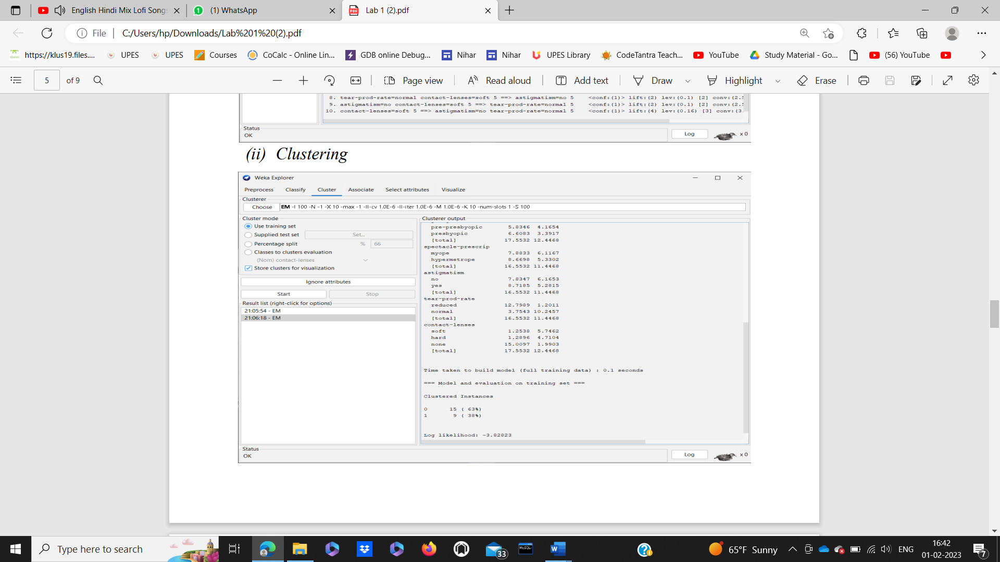 English Hindi Mix Lofi Songs
(1) WhatsApp
Lab 1 (2).pdf
File
C:/Users/hp/Downloads/Lab%201%20(2).pdf
https://klus19.files....
UPES
UPES
Courses
CoCalc - Online Lin...
GDB online Debug...
Nihar
Nihar
UPES Library
CodeTantra Teach...
YouTube
Study Material - Go...
(56) YouTube
5 of 9
Page view
Read aloud
Add text
Draw
Highlight
Erase
8. tear-prod-rate=normal contact-lenses=soft 5 ==> astigmatism=no 5 <conf:(1)> lift:(2) lev:(0.1) [2] conv:(2.5
9. astigmatism=no contact-lenses=soft 5 ==> tear-prod-rate=normal 5 <conf:(1)> lift:(2) lev:(0.1) [2] conv:(2.5
10. contact-lenses=soft 5 ==> astigmatism=no tear-prod-rate=normal 5 <conf:(1)> lift:(4) lev:(0.16) [3] conv:(3.
Status
OK
Log
x 0
(ii) Clustering
Weka Explorer
Preprocess Classify Cluster Associate Select attributes Visualize
Clusterer
Choose
EM -I 100 -N -1 -X 10 -max -1 -ll-cv 1.0E-6 -ll-iter 1.0E-6 -M 1.0E-6 -K 10 -num-slots 1 -S 100
Cluster mode
Use training set
Supplied test set Set...
Percentage split % 66
Classes to clusters evaluation
(Nom) contact-lenses
Store clusters for visualization
Ignore attributes
Start Stop
Result list (right-click for options)
21:05:54 - EM
21:06:18 - EM
Clusterer output
pre-presbyopic 5.8346 4.1654
presbyopic 6.6083 3.3917
[total] 17.5532 12.4468
spectacle-prescrip
myope 7.8833 6.1167
hypermetrope 8.6698 5.3302
[total] 16.5532 11.4468
astigmatism
no 7.8347 6.1653
yes 8.7185 5.2815
[total] 16.5532 11.4468
tear-prod-rate
reduced 12.7989 1.2011
normal 3.7543 10.2457
[total] 16.5532 11.4468
contact-lenses
soft 1.2538 5.7462
hard 1.2896 4.7104
none 15.0097 1.9903
[total] 17.5532 12.4468
Time taken to build model (full training data) : 0.1 seconds
=== Model and evaluation on training set ===
Clustered Instances
0 15 ( 63%)
1 9 ( 38%)
Log likelihood: -3.82823
Status
OK
Log
x 0
Type here to search
33
65°F Sunny
ENG
16:42
01-02-2023
7